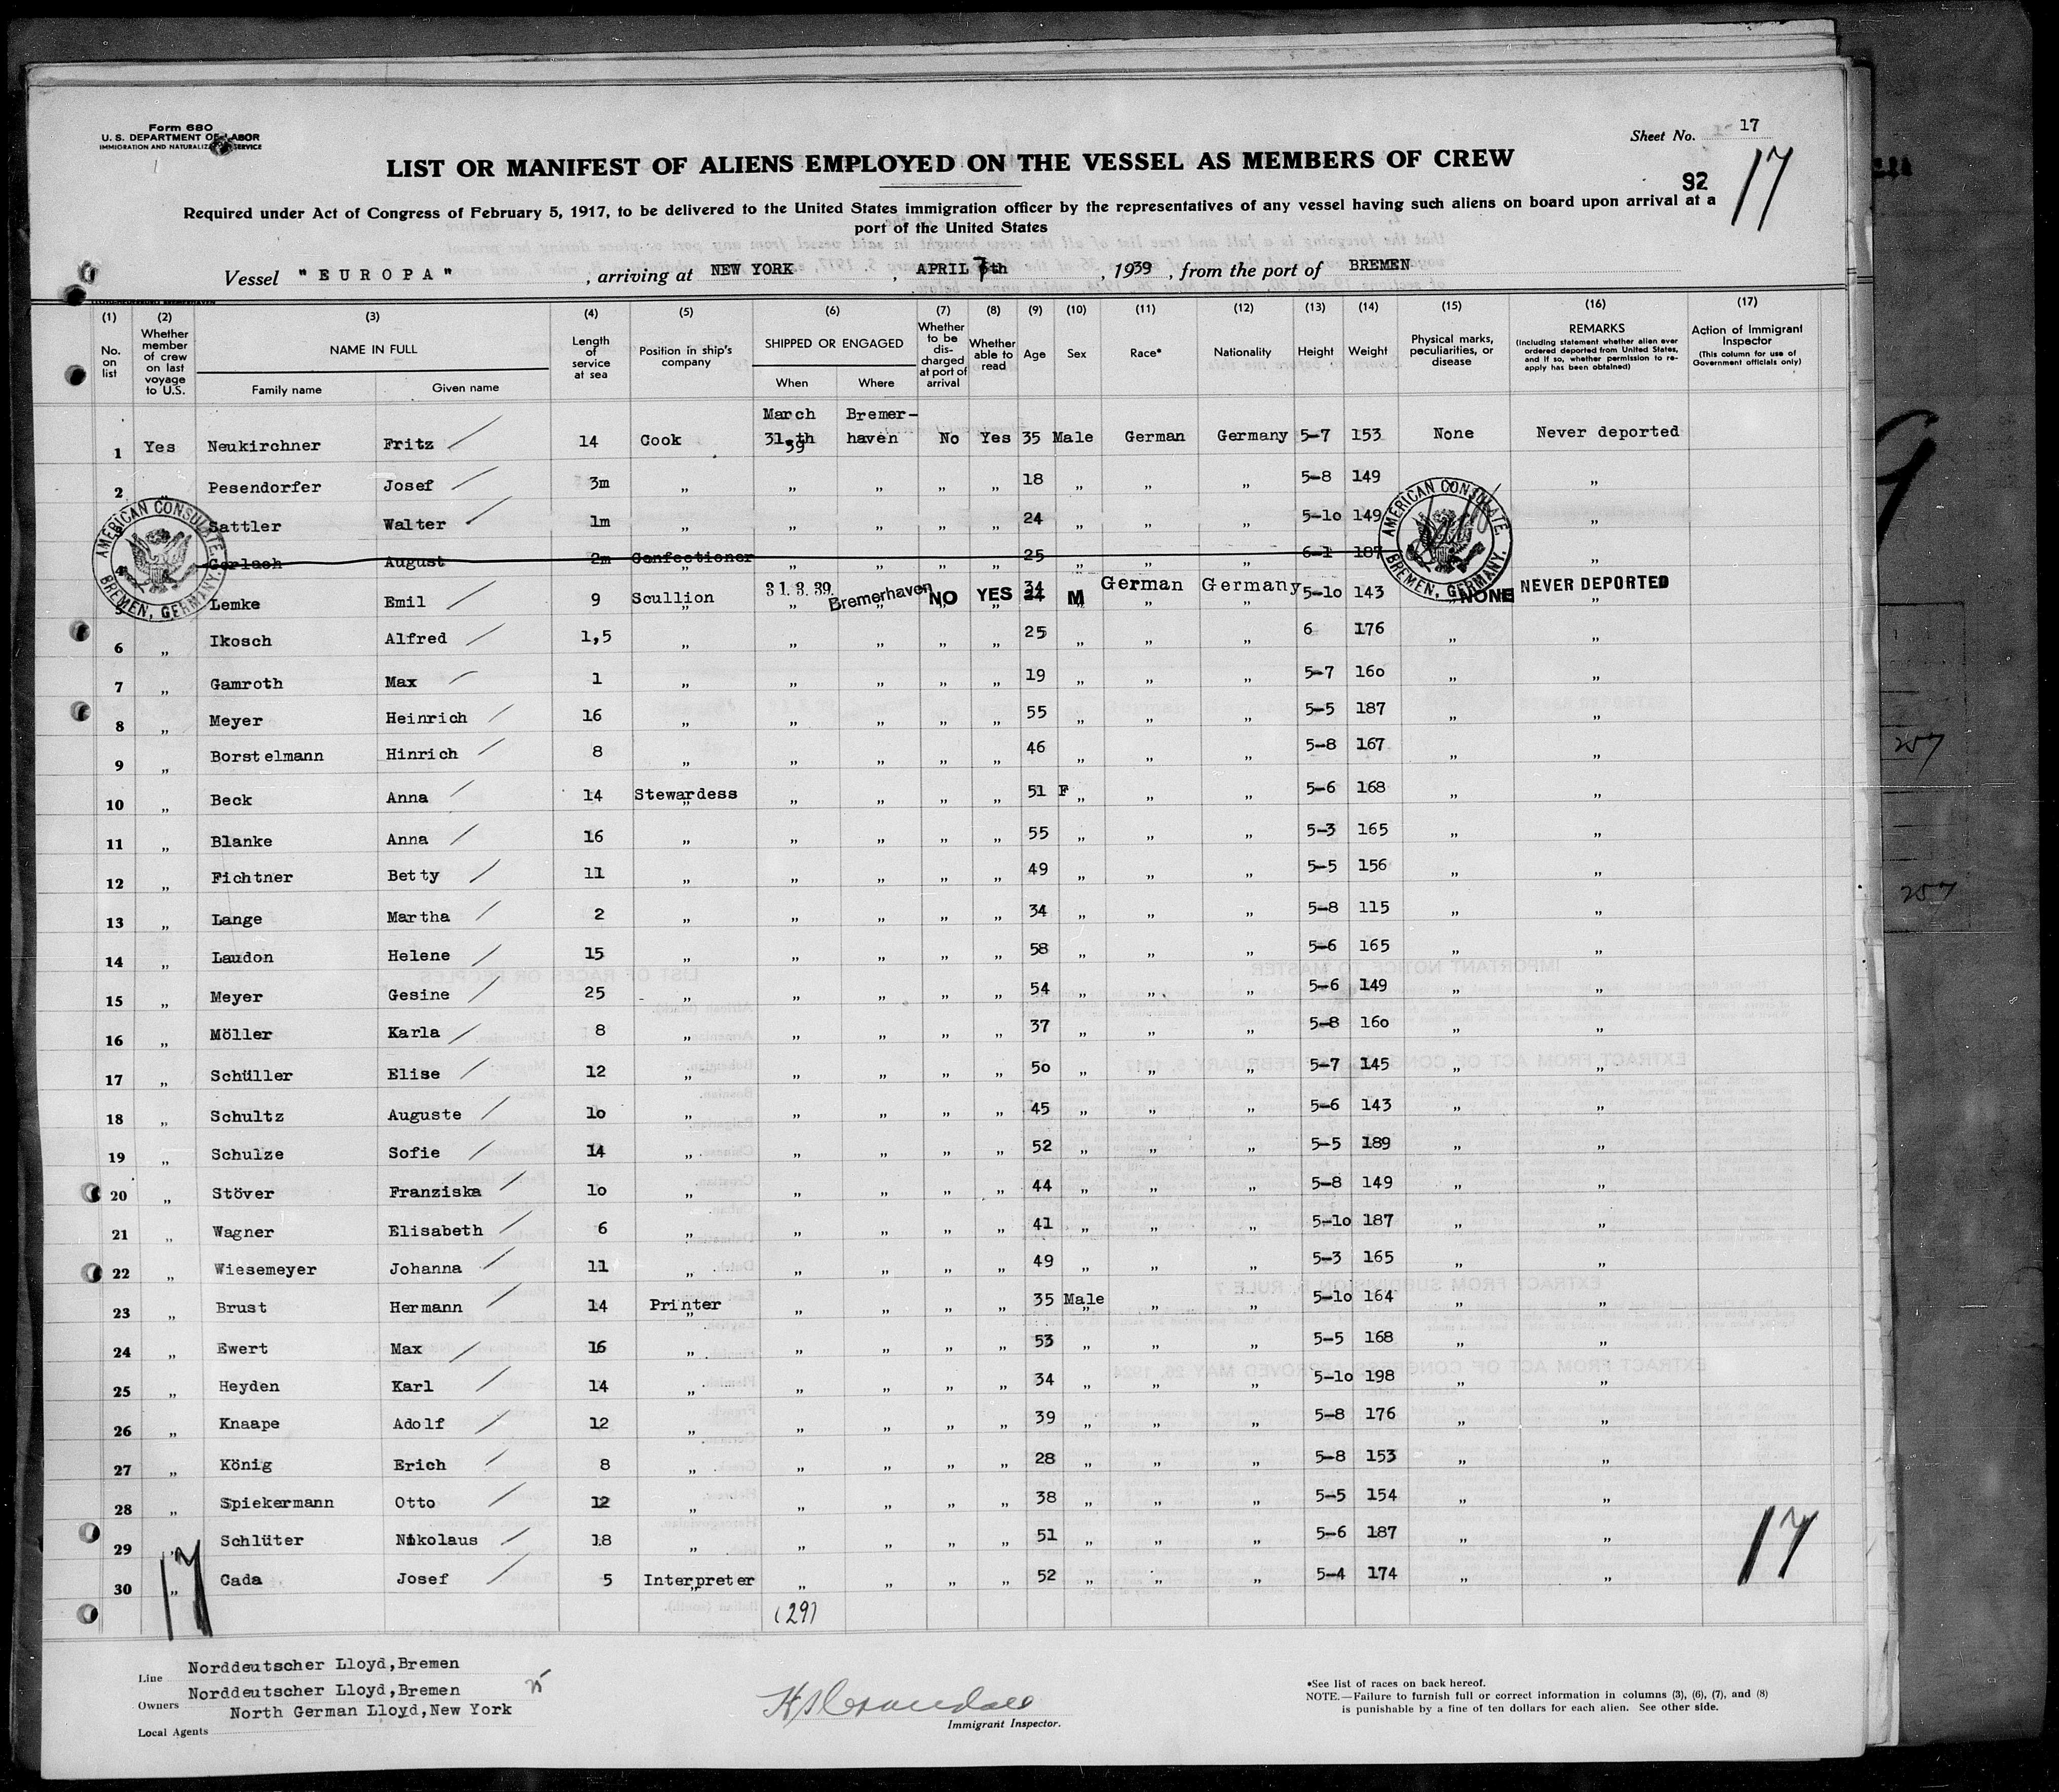 Form 680
U. S. DEPARTMENT OF LABOR
IMMIGRATION AND NATURALIZATION SERVICE
Sheet No. 17
LIST OR MANIFEST OF ALIENS EMPLOYED ON THE VESSEL AS MEMBERS OF CREW
92
17
Required under Act of Congress of February 5, 1917, to be delivered to the United States immigration officer by the representatives of any vessel having such aliens on board upon arrival at a
port of the United States
Vessel "EUROPA", arriving at NEW YORK, APRIL 7th, 1939, from the port of BREMEN
(1) (2) (3) (4) (5) (6) (7) (8) (9) (10) (11) (12) (13) (14) (15) (16) (17)
No. on list
Whether member of crew on last voyage to U.S.
NAME IN FULL
Family name Given name
Length of service at sea
Position in ship's company
SHIPPED OR ENGAGED
When Where
Whether to be discharged at port of arrival
Whether able to read
Age
Sex
Race*
Nationality
Height
Weight
Physical marks, peculiarities, or disease
REMARKS
(Including statement whether alien ever ordered deported from United States, and if so, whether permission to re-apply has been obtained)
Action of Immigrant Inspector
(This column for use of Government officials only)
1 Yes Neukirchner Fritz 14 Cook March 31.th 39 Bremer-haven No Yes 35 Male German Germany 5-7 153 None Never deported
2 „ Pesendorfer Josef 3m „ „ „ „ „ 18 „ „ „ 5-8 149 „
Sattler Walter 1m „ „ „ „ „ 24 „ „ „ 5-10 149 „
4 Gerlach August 2m Confectioner „ „ „ „ 25 „ „ „ 6-1 187 „
5 Lemke Emil 9 Scullion 31.3.39. Bremerhaven NO YES 34 M German Germany 5-10 143 NONE NEVER DEPORTED
AMERICAN CONSULATE, BREMEN, GERMANY.
AMERICAN CONSULATE, BREMEN, GERMANY.
6 „ Ikosch Alfred 1,5 „ „ „ „ „ 25 „ „ „ 6 176 „ „
7 „ Gamroth Max 1 „ „ „ „ „ 19 „ „ „ 5-7 16o „ „
8 „ Meyer Heinrich 16 „ „ „ „ „ 55 „ „ „ 5-5 187 „ „
9 „ Borstelmann Hinrich 8 „ „ „ „ „ 46 „ „ „ 5-8 167 „ „
10 „ Beck Anna 14 Stewardess „ „ „ „ 51 F „ „ 5-6 168 „ „
11 „ Blanke Anna 16 „ „ „ „ „ 55 „ „ „ 5-3 165 „ „
12 „ Fichtner Betty 11 „ „ „ „ „ 49 „ „ „ 5-5 156 „ „
13 „ Lange Martha 2 „ „ „ „ „ 34 „ „ „ 5-8 115 „ „
14 „ Laudon Helene 15 „ „ „ „ „ 58 „ „ „ 5-6 165 „ „
15 „ Meyer Gesine 25 „ „ „ „ „ 54 „ „ „ 5-6 149 „ „
16 „ Möller Karla 8 „ „ „ „ „ 37 „ „ „ 5-8 16o „ „
17 „ Schüller Elise 12 „ „ „ „ „ 5o „ „ „ 5-7 145 „ „
18 „ Schultz Auguste 1o „ „ „ „ „ 45 „ „ „ 5-6 143 „ „
19 „ Schulze Sofie 14 „ „ „ „ „ 52 „ „ „ 5-5 189 „ „
20 „ Stöver Franziska 1o „ „ „ „ „ 44 „ „ „ 5-8 149 „ „
21 „ Wagner Elisabeth 6 „ „ „ „ „ 41 „ „ „ 5-1o 187 „ „
22 „ Wiesemeyer Johanna 11 „ „ „ „ „ 49 „ „ „ 5-3 165 „ „
23 „ Brust Hermann 14 Printer „ „ „ „ 35 Male „ „ 5-1o 164 „ „
24 „ Ewert Max 16 „ „ „ „ „ 53 „ „ „ 5-5 168 „ „
25 „ Heyden Karl 14 „ „ „ „ „ 34 „ „ „ 5-1o 198 „ „
26 „ Knaape Adolf 12 „ „ „ „ „ 39 „ „ „ 5-8 176 „ „
27 „ König Erich 8 „ „ „ „ „ 28 „ „ „ 5-8 153 „ „
28 „ Spiekermann Otto 12 „ „ „ „ „ 38 „ „ „ 5-5 154 „ „
29 „ Schlüter Nikolaus 18 „ „ „ „ „ 51 „ „ „ 5-6 187 „ „
30 „ Cada Josef 5 Interpreter „ „ „ „ 52 „ „ „ 5-4 174 „ „
17
17
(29)
Line Norddeutscher Lloyd,Bremen
Owners Norddeutscher Lloyd,Bremen
Local Agents North German Lloyd,New York
Immigrant Inspector.
*See list of races on back hereof.
NOTE.—Failure to furnish full or correct information in columns (3), (6), (7), and (8)
is punishable by a fine of ten dollars for each alien. See other side.
257
257